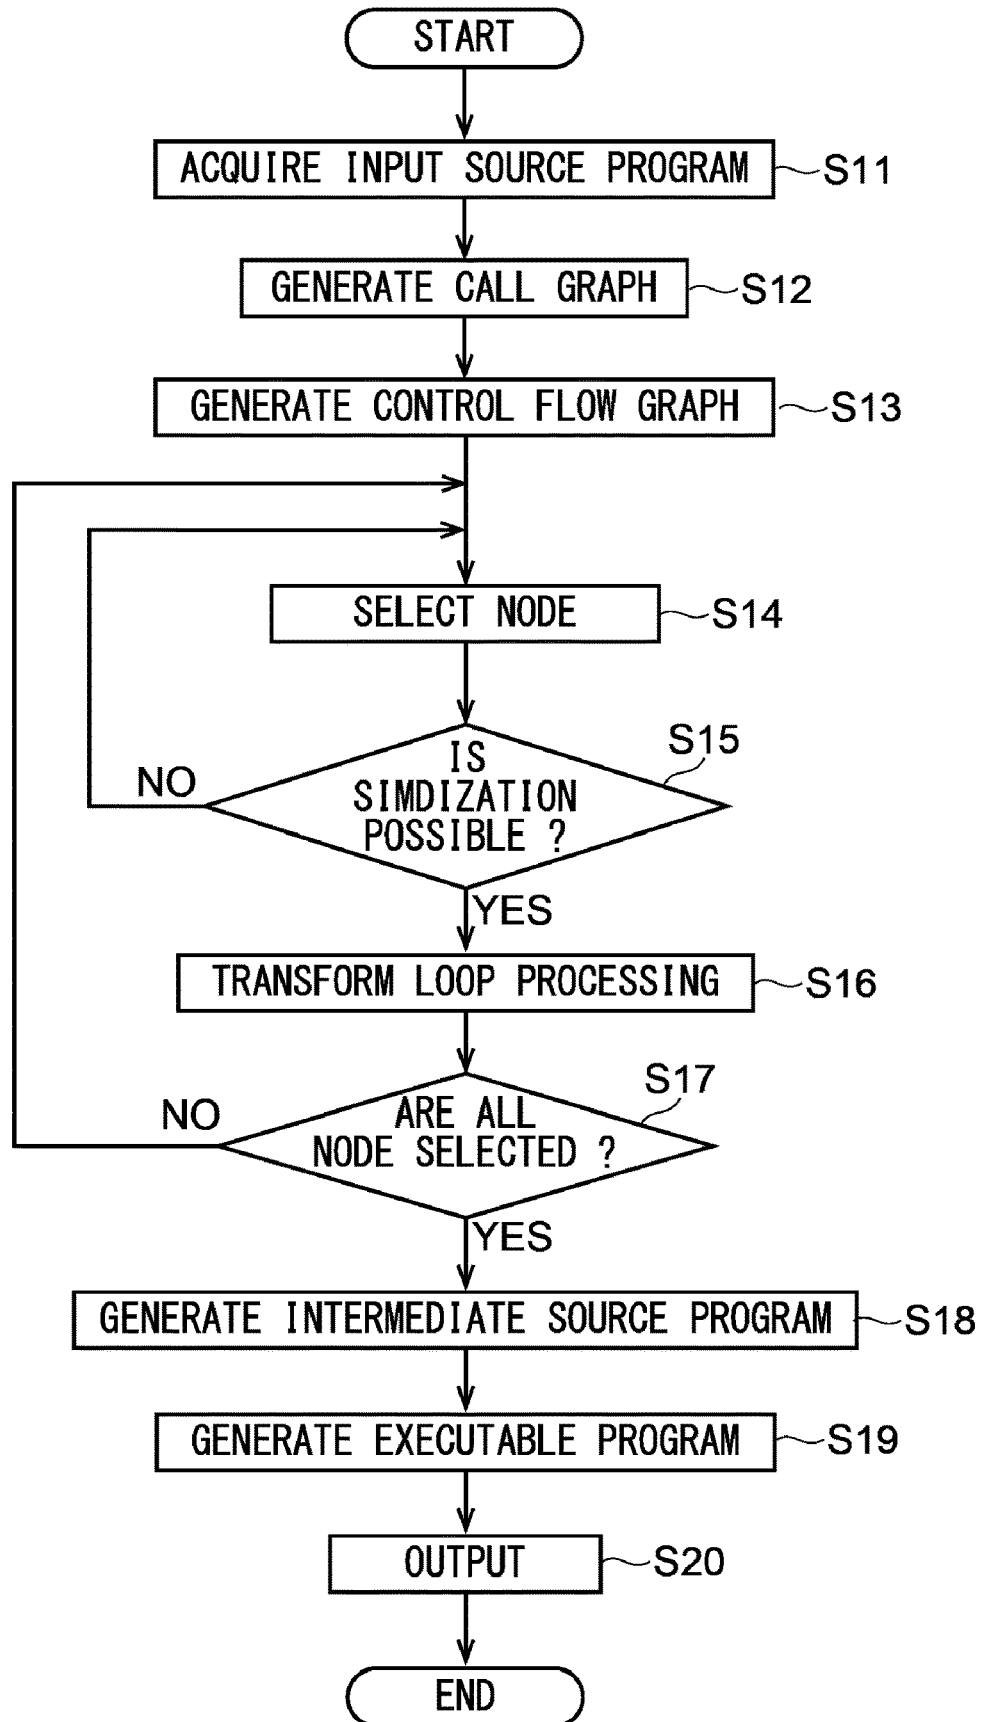 START
ACQUIRE INPUT SOURCE PROGRAM
S11
GENERATE CALL GRAPH
S12
GENERATE CONTROL FLOW GRAPH
S13
SELECT NODE
S14
S15
IS
SIMDIZATION
POSSIBLE ?
NO
YES
TRANSFORM LOOP PROCESSING
S16
S17
ARE ALL
NODE SELECTED ?
NO
YES
GENERATE INTERMEDIATE SOURCE PROGRAM
S18
GENERATE EXECUTABLE PROGRAM
S19
OUTPUT
S20
END